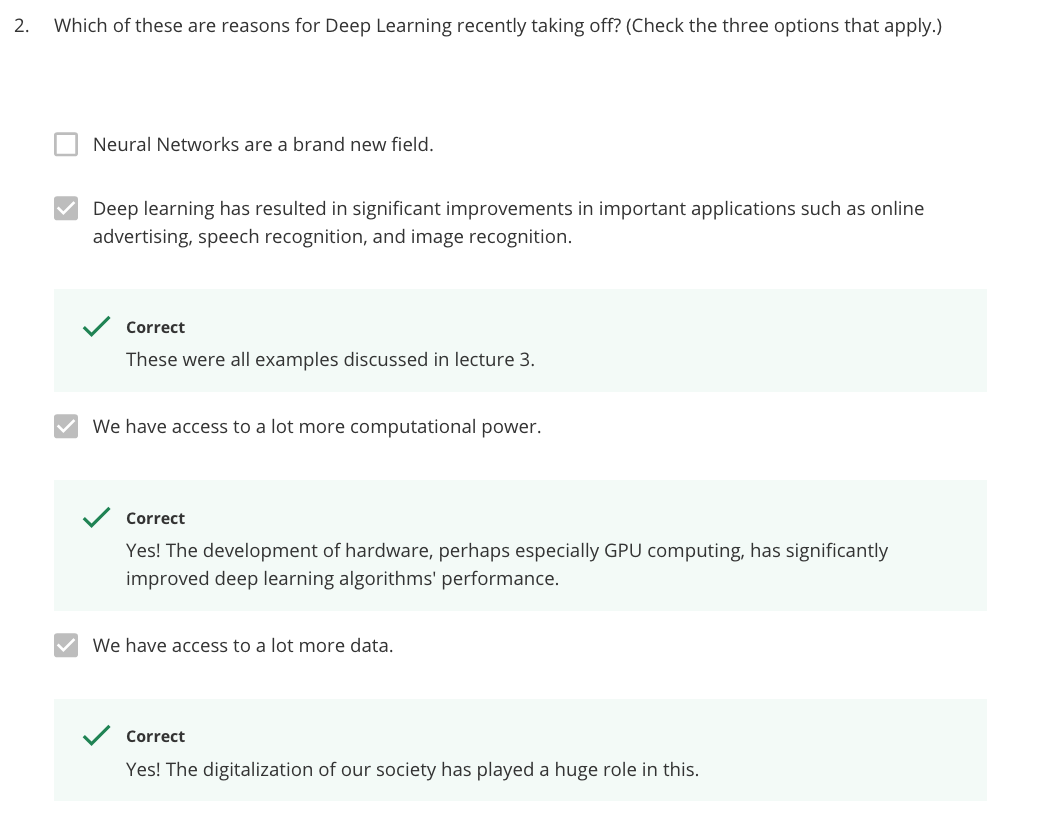 2. Which of these are reasons for Deep Learning recently taking off? (Check the three options that apply.)
Neural Networks are a brand new field.
Deep learning has resulted in significant improvements in important applications such as online
advertising, speech recognition, and image recognition.
Correct
These were all examples discussed in lecture 3.
We have access to a lot more computational power.
Correct
Yes! The development of hardware, perhaps especially GPU computing, has significantly
improved deep learning algorithms' performance.
We have access to a lot more data.
Correct
Yes! The digitalization of our society has played a huge role in this.